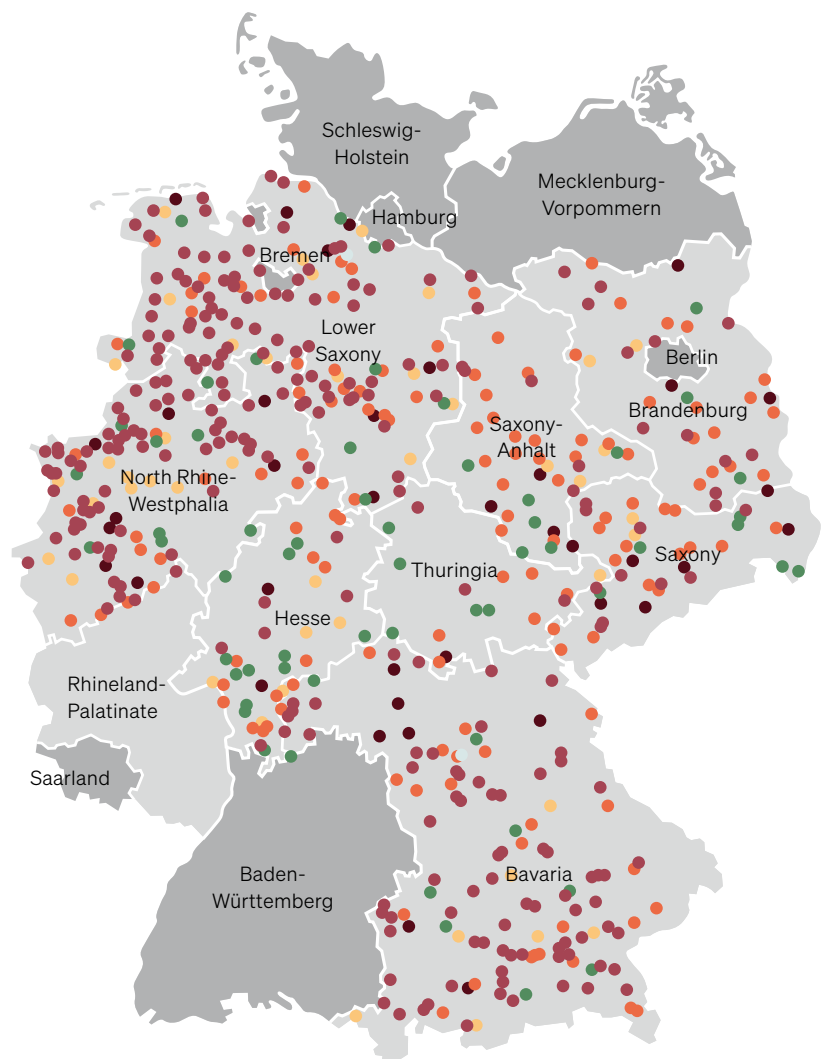 Schleswig-
Holstein
Mecklenburg-
Vorpommern
Hamburg
Bremen
Lower
Saxony
Berlin
Brandenburg
Saxony-
Anhalt
North Rhine-
Westphalia
Saxony
Thuringia
Hesse
Rhineland-
Palatinate
Saarland
Baden-
Württemberg
Bavaria